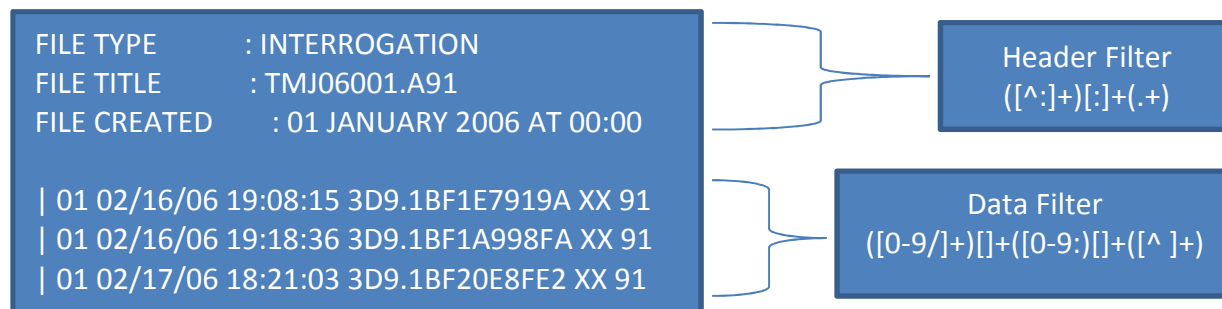 FILE TYPE : INTERROGATION
FILE TITLE : TMJ06001.A91
FILE CREATED : 01 JANUARY 2006 AT 00:00
| 01 02/16/06 19:08:15 3D9.1BF1E7919A XX 91
| 01 02/16/06 19:18:36 3D9.1BF1A998FA XX 91
| 01 02/17/06 18:21:03 3D9.1BF20E8FE2 XX 91
Header Filter
([^:]+)[:]+(.+)
Data Filter
([0-9/]+)[]+([0-9:)[]+([^ ]+)